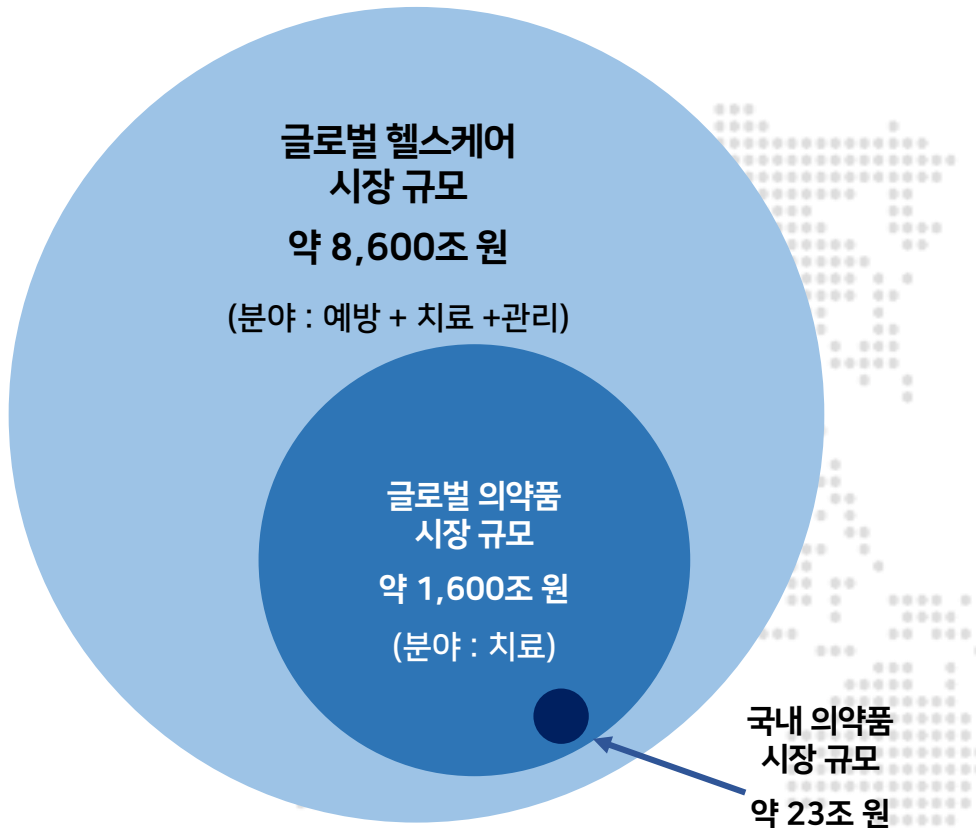 글로벌 헬스케어
시장 규모
약 8,600조 원
(분야 : 예방 + 치료 +관리)
글로벌 의약품
시장 규모
약 1,600조 원
(분야 : 치료)
국내 의약품
시장 규모
약 23조 원